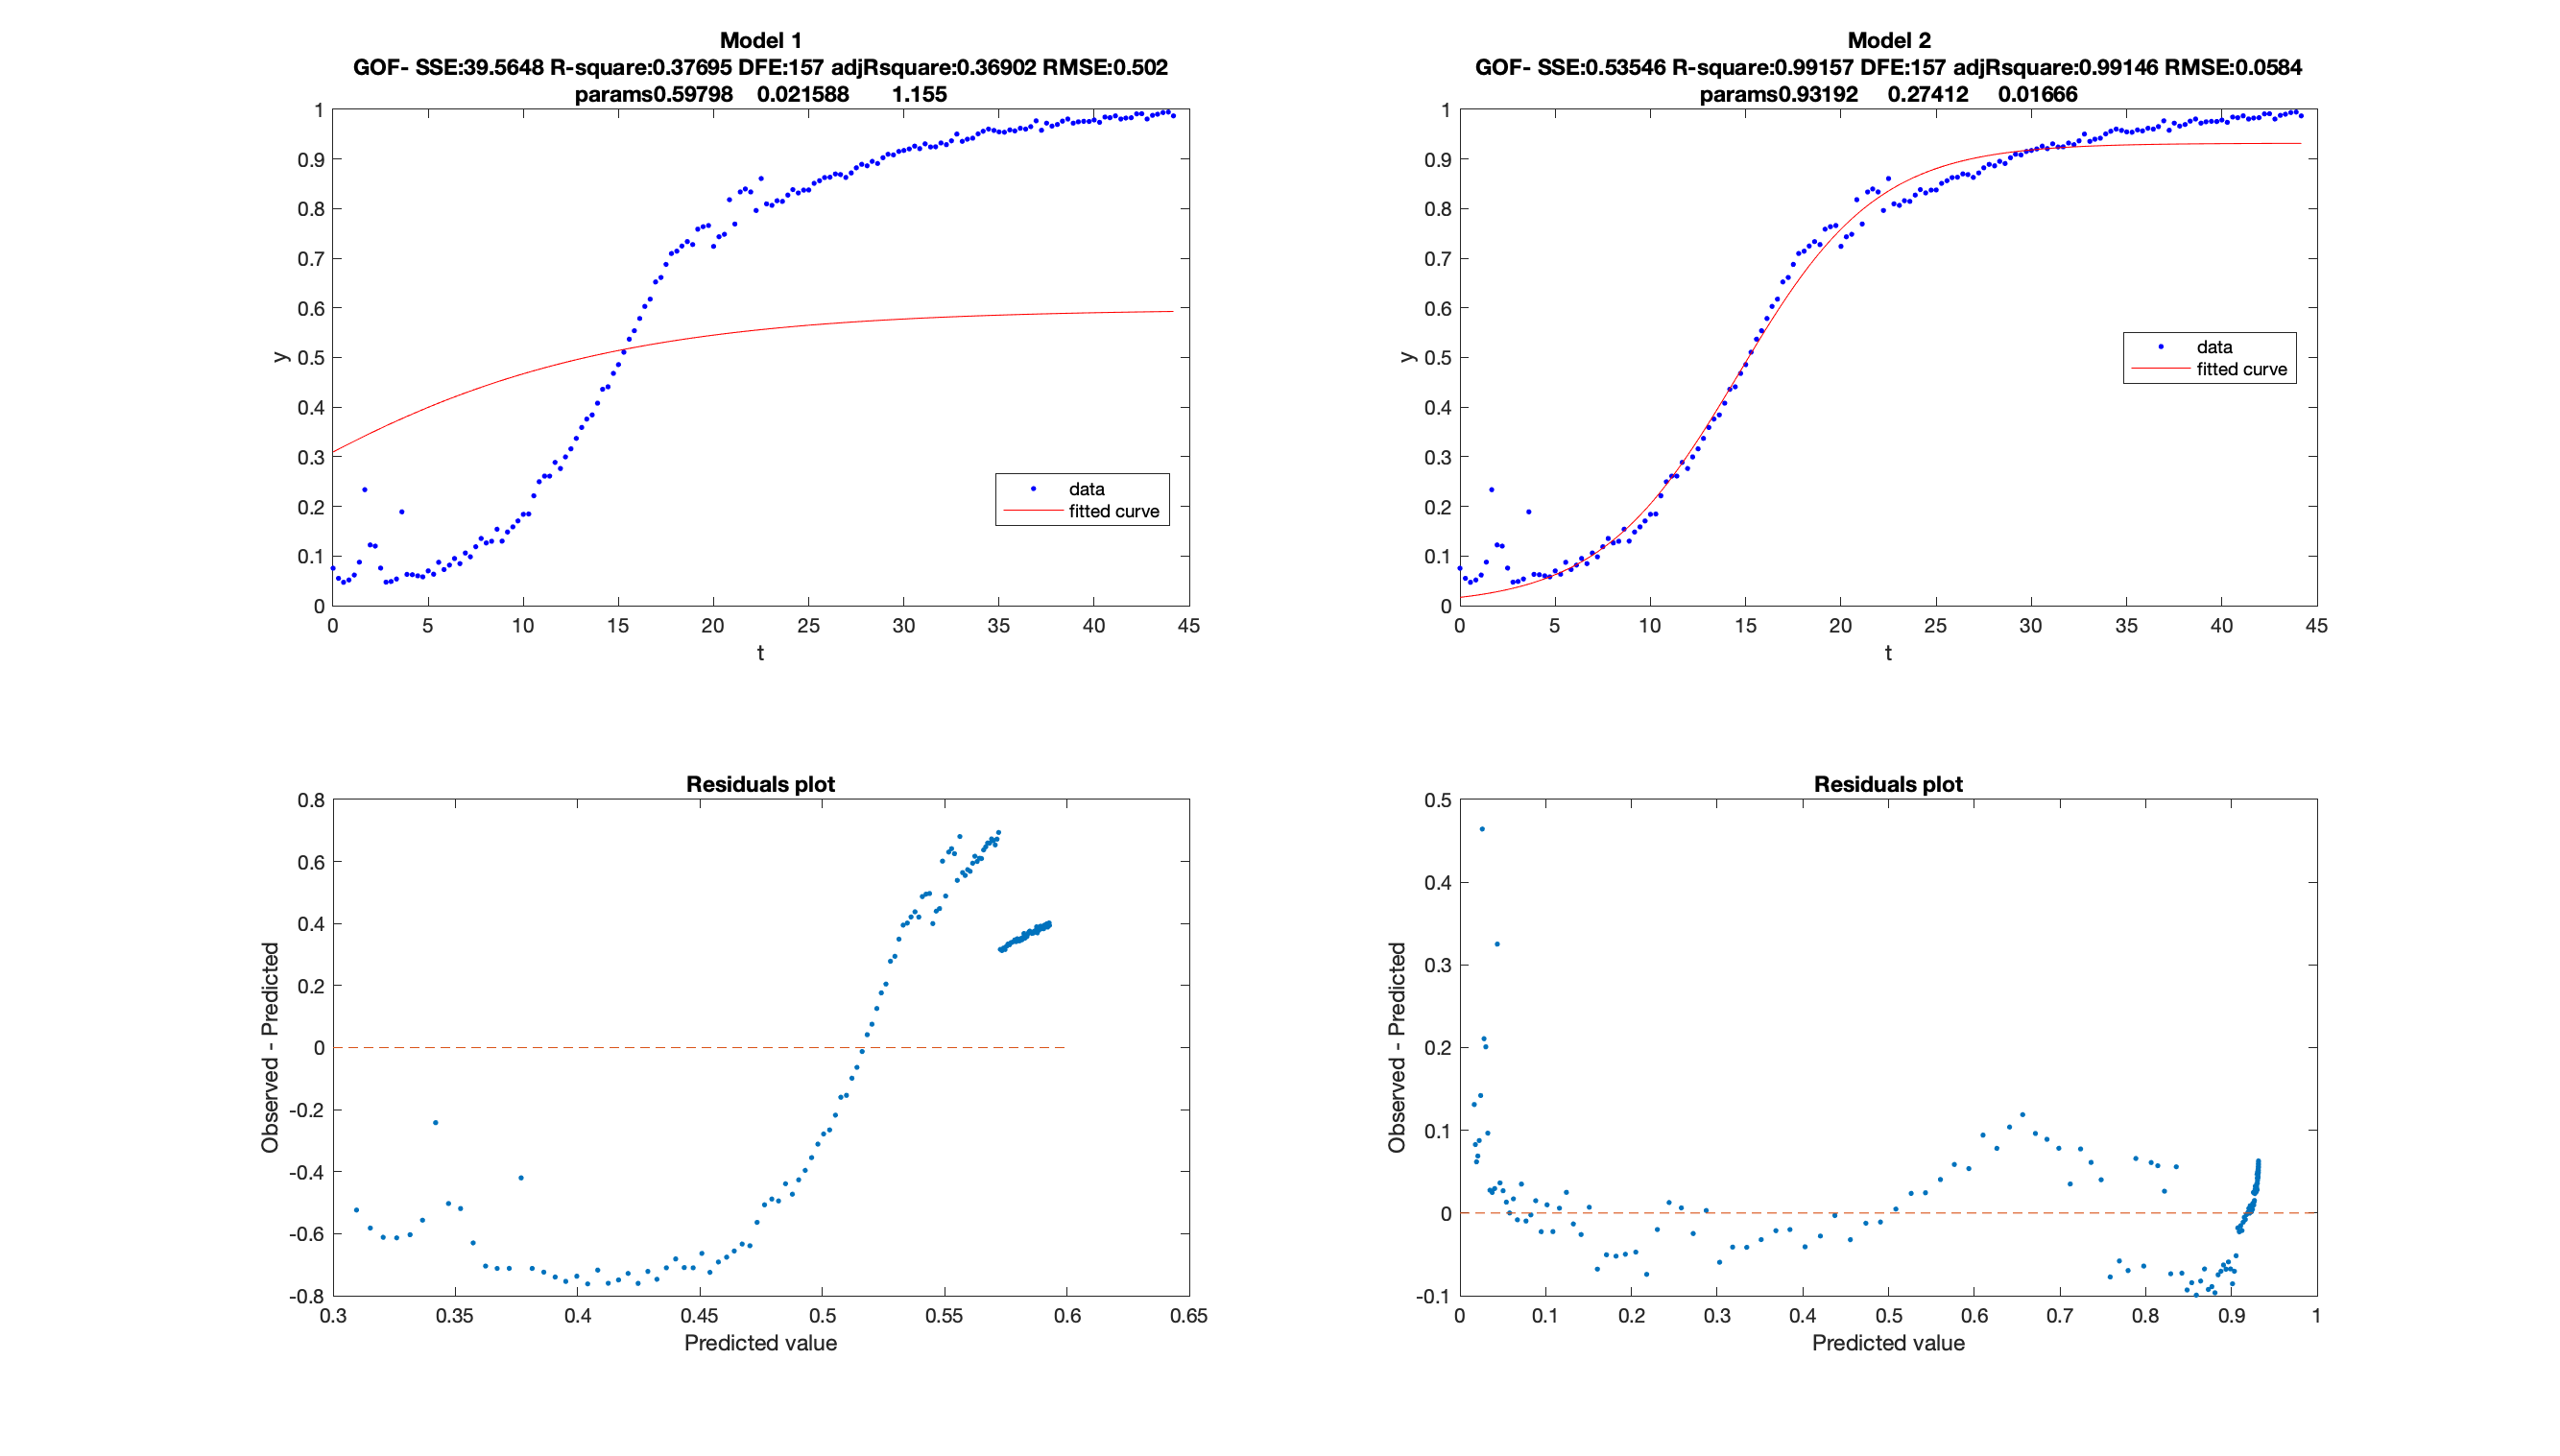 Model 1
GOF- SSE:39.5648 R-square:0.37695 DFE:157 adjRsquare:0.36902 RMSE:0.502
params0.59798 0.021588 1.155
1
0.9
0.8
0.7
0.6
0.5
0.4
0.3
0.2
0.1
0
y
data
fitted curve
0 5 10 15 20 25 30 35 40 45
t
Model 2
GOF- SSE:0.53546 R-square:0.99157 DFE:157 adjRsquare:0.99146 RMSE:0.0584
params0.93192 0.27412 0.01666
1
0.9
0.8
0.7
0.6
0.5
0.4
0.3
0.2
0.1
0
y
data
fitted curve
0 5 10 15 20 25 30 35 40 45
t
Residuals plot
0.8
0.6
0.4
0.2
0
-0.2
-0.4
-0.6
-0.8
Observed - Predicted
0.3 0.35 0.4 0.45 0.5 0.55 0.6 0.65
Predicted value
Residuals plot
0.5
0.4
0.3
0.2
0.1
0
-0.1
Observed - Predicted
0 0.1 0.2 0.3 0.4 0.5 0.6 0.7 0.8 0.9 1
Predicted value